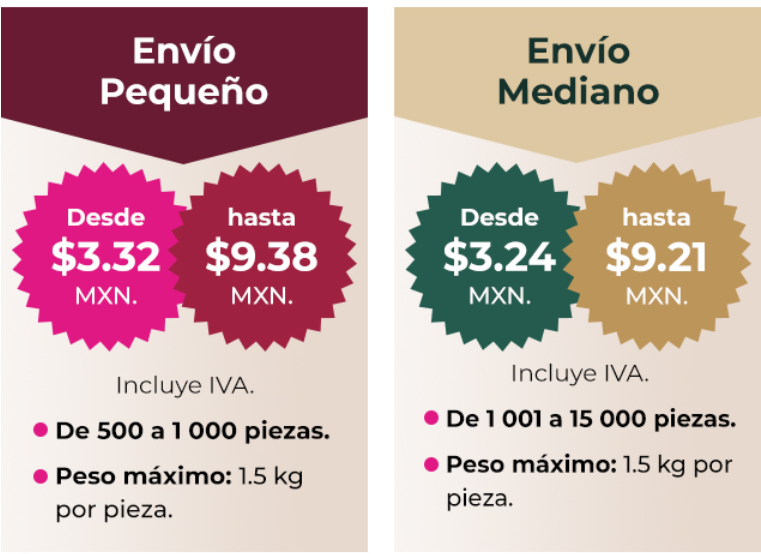 Envío
Pequeño
Desde
$3.32
MXN.
hasta
$9.38
MXN.
Incluye IVA.
De 500 a 1 000 piezas.
Peso máximo: 1.5 kg
por pieza.
Envío
Mediano
Desde
$3.24
MXN.
hasta
$9.21
MXN.
Incluye IVA.
De 1 001 a 15 000 piezas.
Peso máximo: 1.5 kg por
pieza.